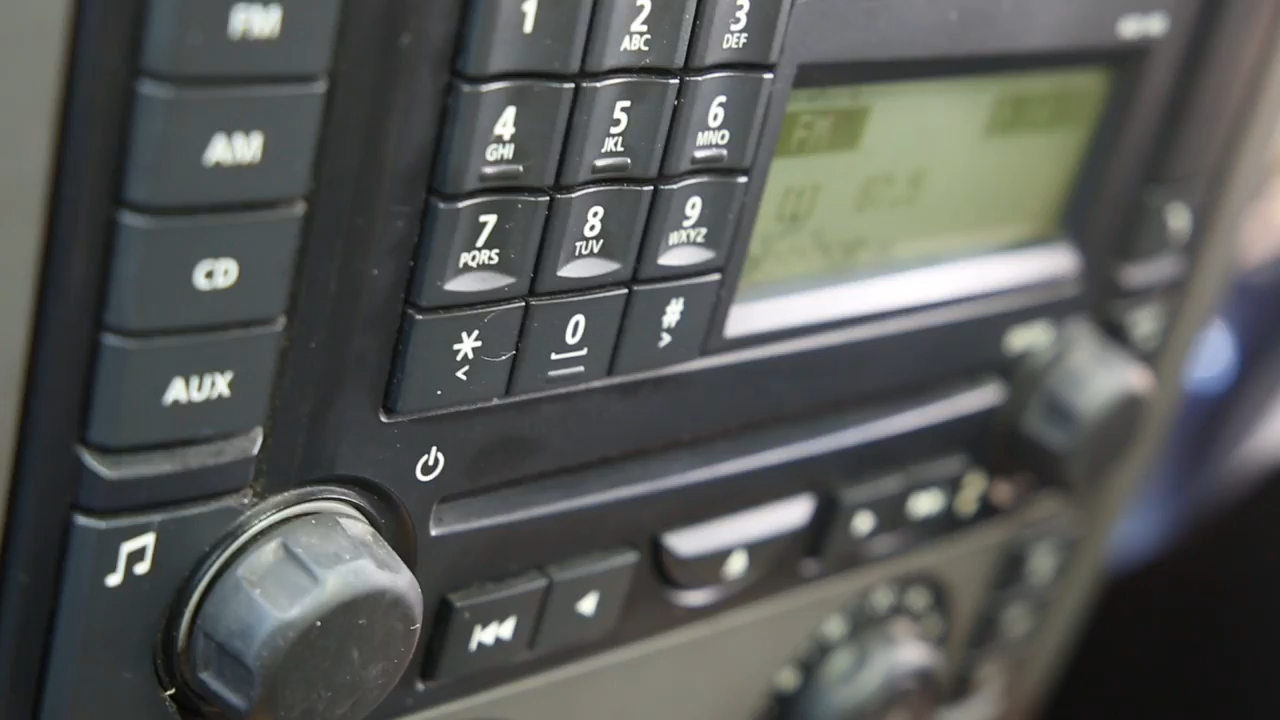 FM
AM
CD
AUX
1
2
ABC
3
DEF
4
GHI
5
JKL
6
MNO
7
PQRS
8
TUV
9
WXYZ
*
<
0
#
>
FM